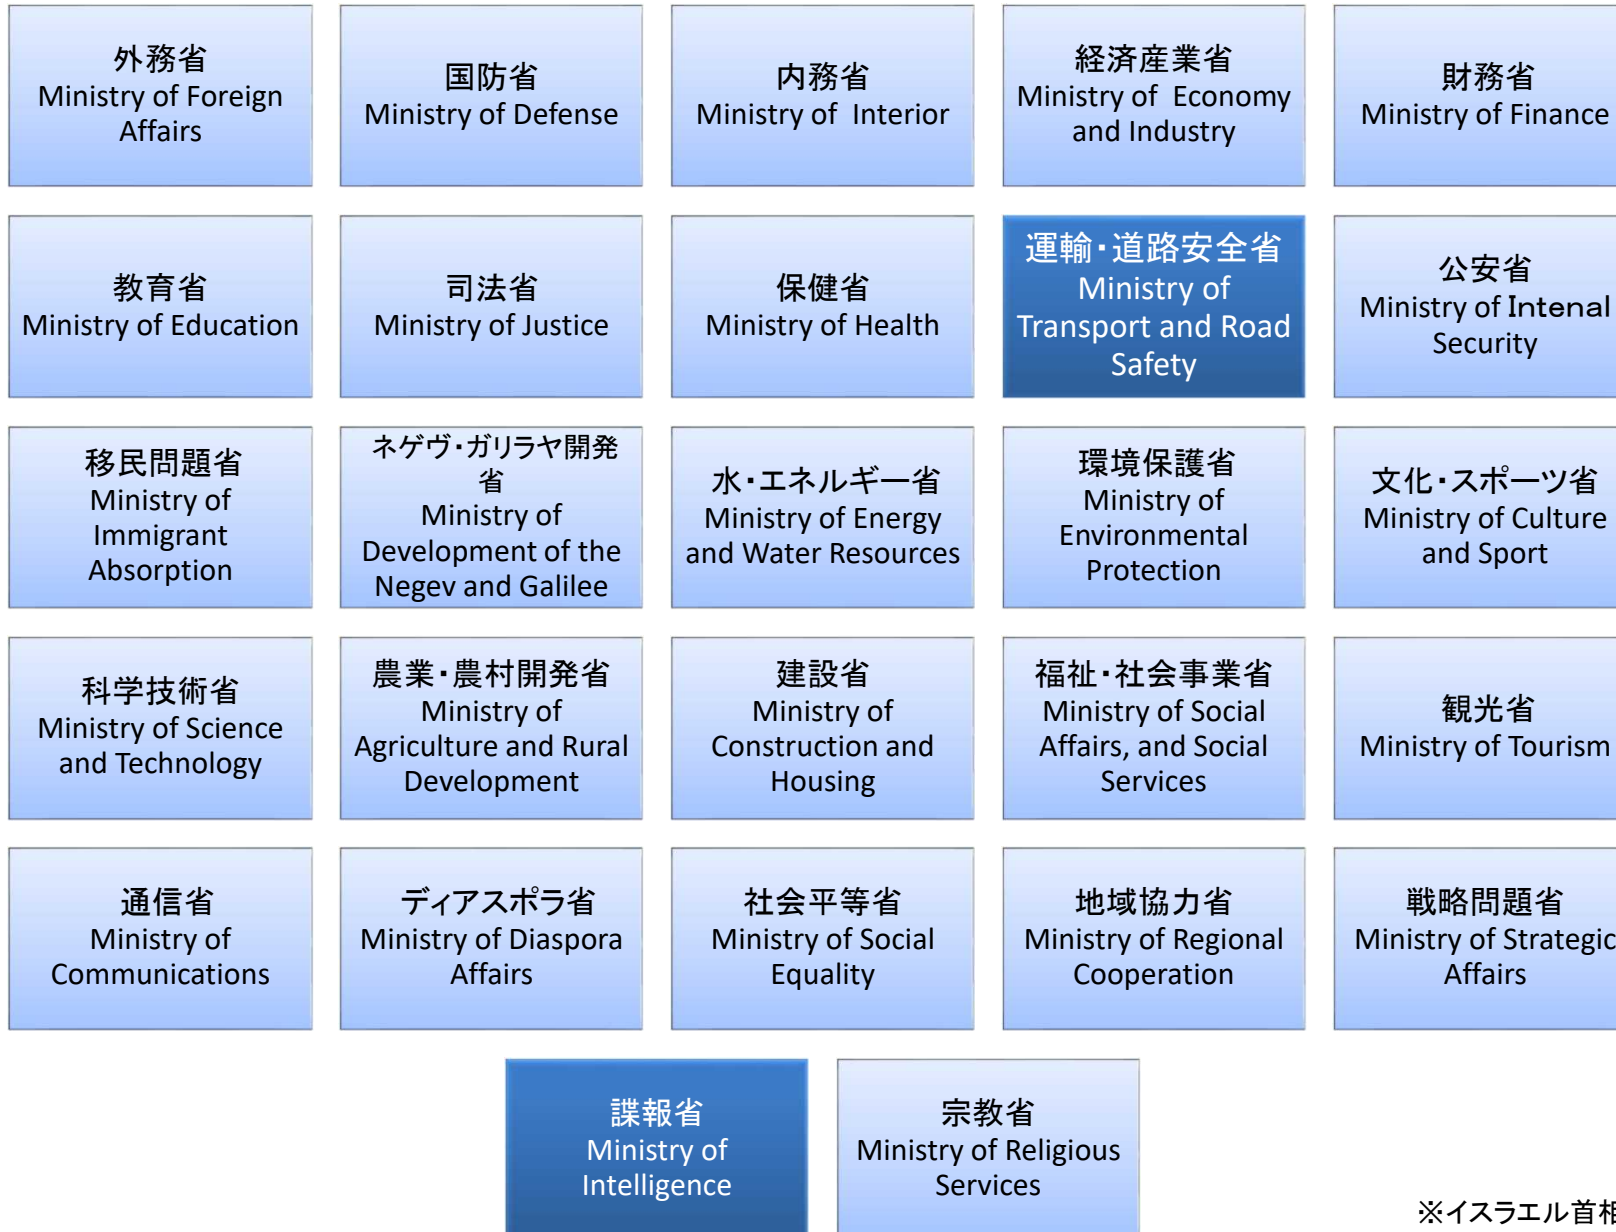 外務省
Ministry of Foreign
Affairs
国防省
Ministry of Defense
内務省
Ministry of Interior
経済産業省
Ministry of Economy
and Industry
財務省
Ministry of Finance
教育省
Ministry of Education
司法省
Ministry of Justice
保健省
Ministry of Health
運輸・道路安全省
Ministry of
Transport and Road
Safety
公安省
Ministry of Intenal
Security
移民問題省
Ministry of
Immigrant
Absorption
ネゲヴ・ガリラヤ開発
省
Ministry of
Development of the
Negev and Galilee
水・エネルギー省
Ministry of Energy
and Water Resources
環境保護省
Ministry of
Environmental
Protection
文化・スポーツ省
Ministry of Culture
and Sport
科学技術省
Ministry of Science
and Technology
農業・農村開発省
Ministry of
Agriculture and Rural
Development
建設省
Ministry of
Construction and
Housing
福祉・社会事業省
Ministry of Social
Affairs, and Social
Services
観光省
Ministry of Tourism
通信省
Ministry of
Communications
ディアスポラ省
Ministry of Diaspora
Affairs
社会平等省
Ministry of Social
Equality
地域協力省
Ministry of Regional
Cooperation
戦略問題省
Ministry of Strategic
Affairs
諜報省
Ministry of
Intelligence
宗教省
Ministry of Religious
Services
※イスラエル首相